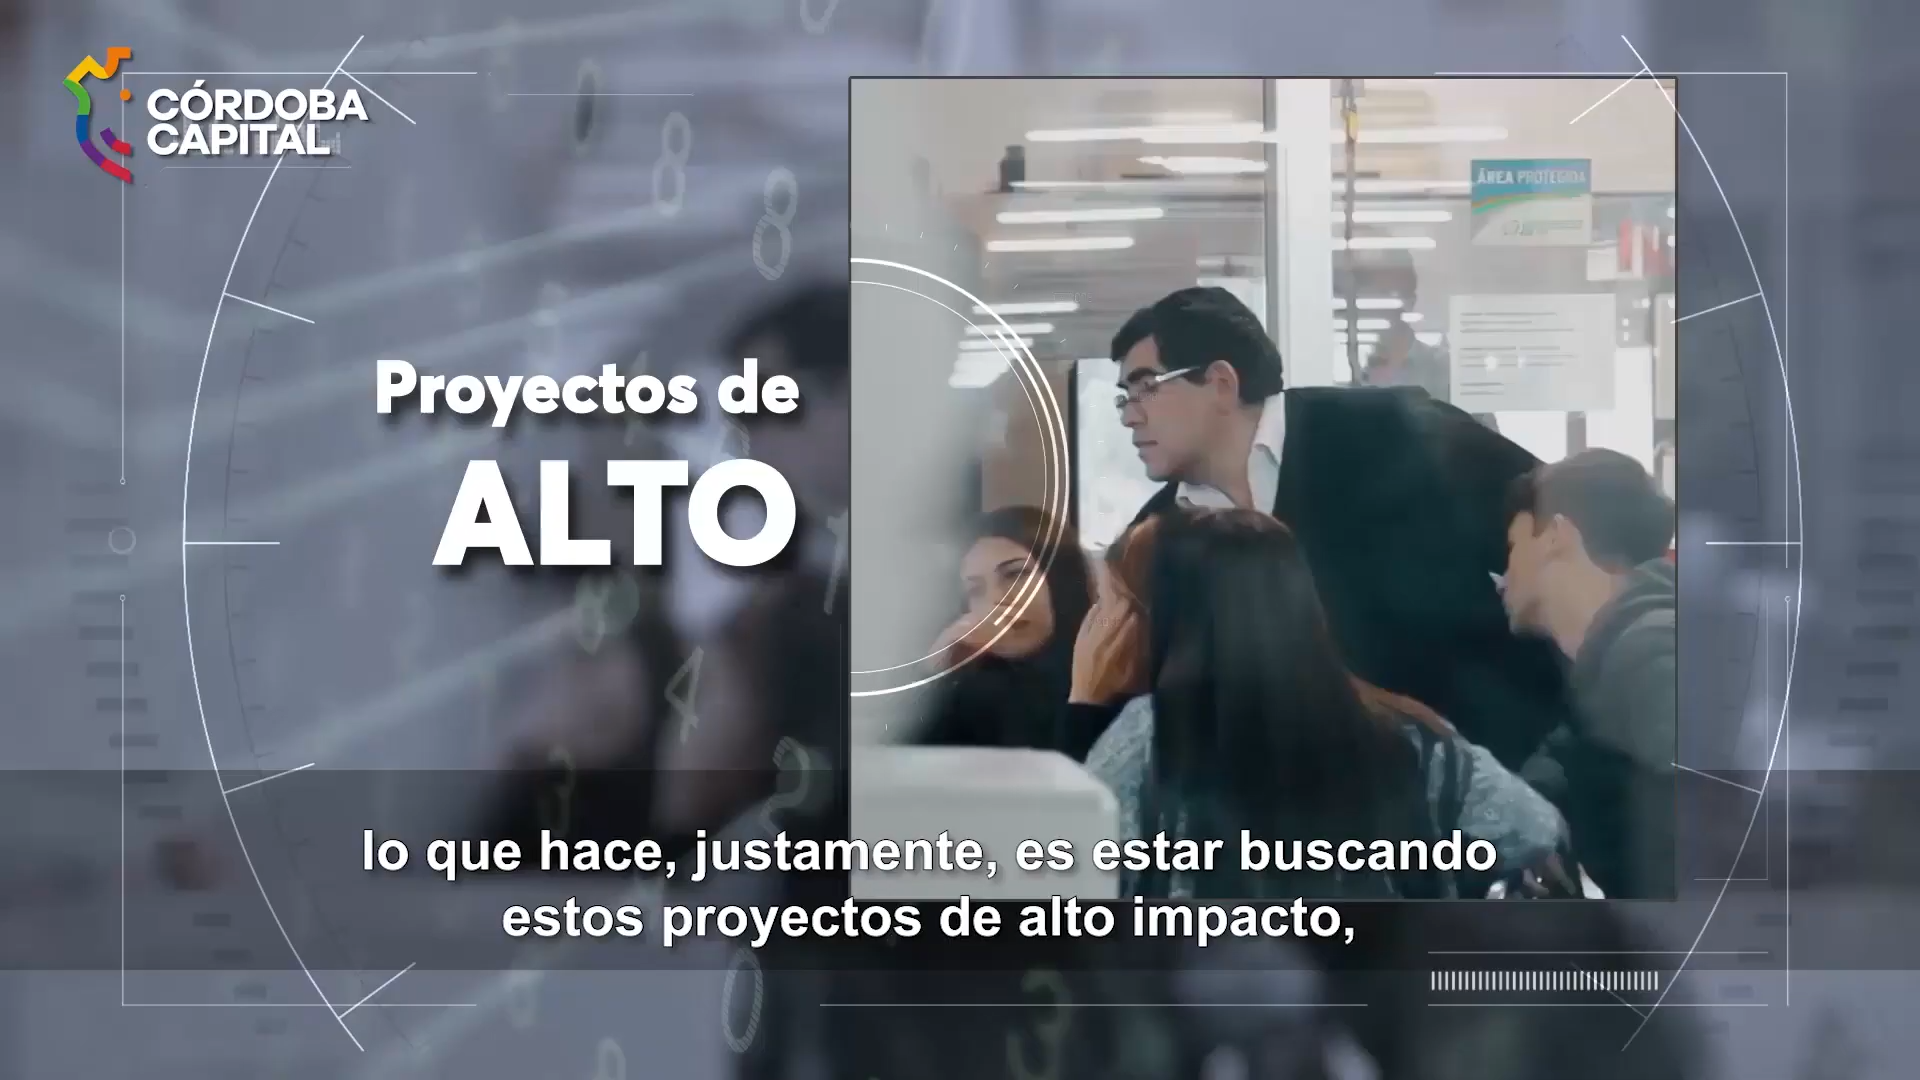 CÓRDOBA
CAPITAL
Proyectos de
ALTO
ÁREA PROTEGIDA
lo que hace, justamente, es estar buscando
estos proyectos de alto impacto,